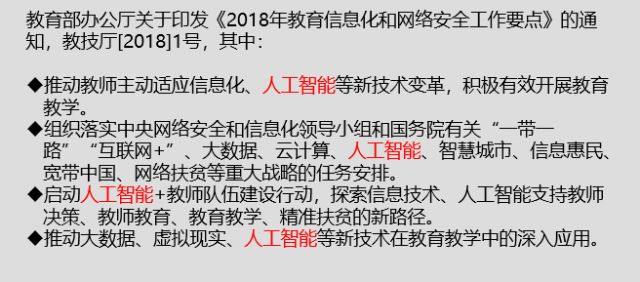 教育部办公厅关于印发《2018年教育信息化和网络安全工作要点》的通
知，教技厅[2018]1号，其中：
◆推动教师主动适应信息化、人工智能等新技术变革，积极有效开展教育
教学。
◆组织落实中央网络安全和信息化领导小组和国务院有关“一带一
路”“互联网+”、大数据、云计算、人工智能、智慧城市、信息惠民、
宽带中国、网络扶贫等重大战略的任务安排。
◆启动人工智能+教师队伍建设行动，探索信息技术、人工智能支持教师
决策、教师教育、教育教学、精准扶贫的新路径。
◆推动大数据、虚拟现实、人工智能等新技术在教育教学中的深入应用。